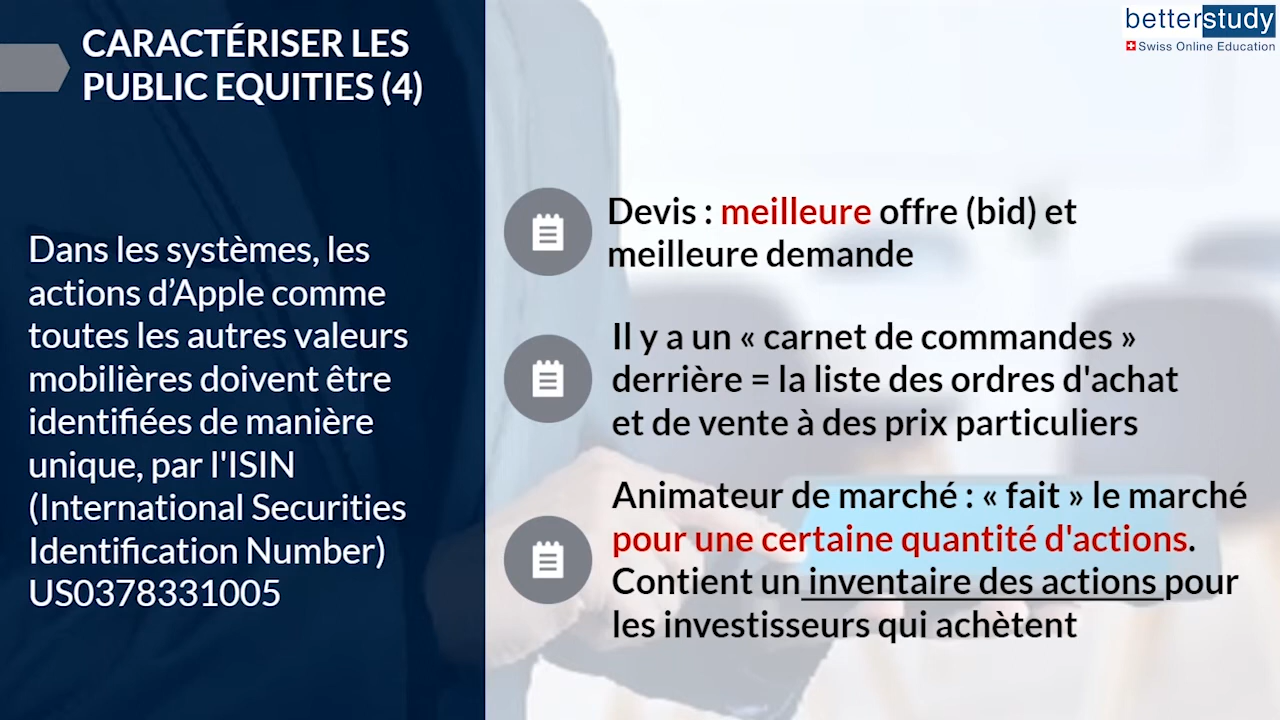 CARACTÉRISER LES
PUBLIC EQUITIES (4)
betterstudy
Swiss Online Education
Dans les systèmes, les
actions d’Apple comme
toutes les autres valeurs
mobilières doivent être
identifiées de manière
unique, par l'ISIN
(International Securities
Identification Number)
US0378331005
Devis : meilleure offre (bid) et
meilleure demande
Il y a un « carnet de commandes »
derrière = la liste des ordres d'achat
et de vente à des prix particuliers
Animateur de marché : « fait » le marché
pour une certaine quantité d'actions.
Contient un inventaire des actions pour
les investisseurs qui achètent